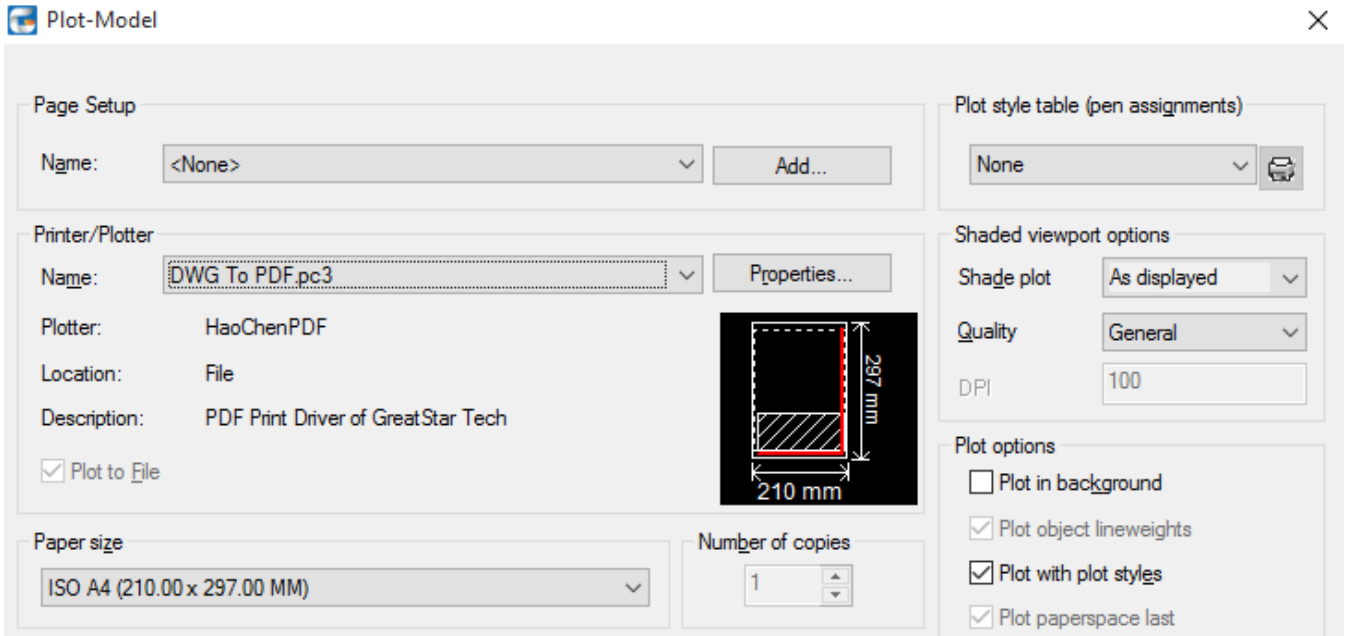 Plot-Model
Page Setup
Name: <None> Add...
Printer/Plotter
Name: DWG To PDF.pc3 Properties...
Plotter: HaoChenPDF
Location: File
Description: PDF Print Driver of GreatStar Tech
Plot to File
297 mm
210 mm
Paper size
ISO A4 (210.00 x 297.00 MM)
Number of copies
1
Plot style table (pen assignments)
None
Shaded viewport options
Shade plot As displayed
Quality General
DPI 100
Plot options
Plot in background
Plot object lineweights
Plot with plot styles
Plot paperspace last